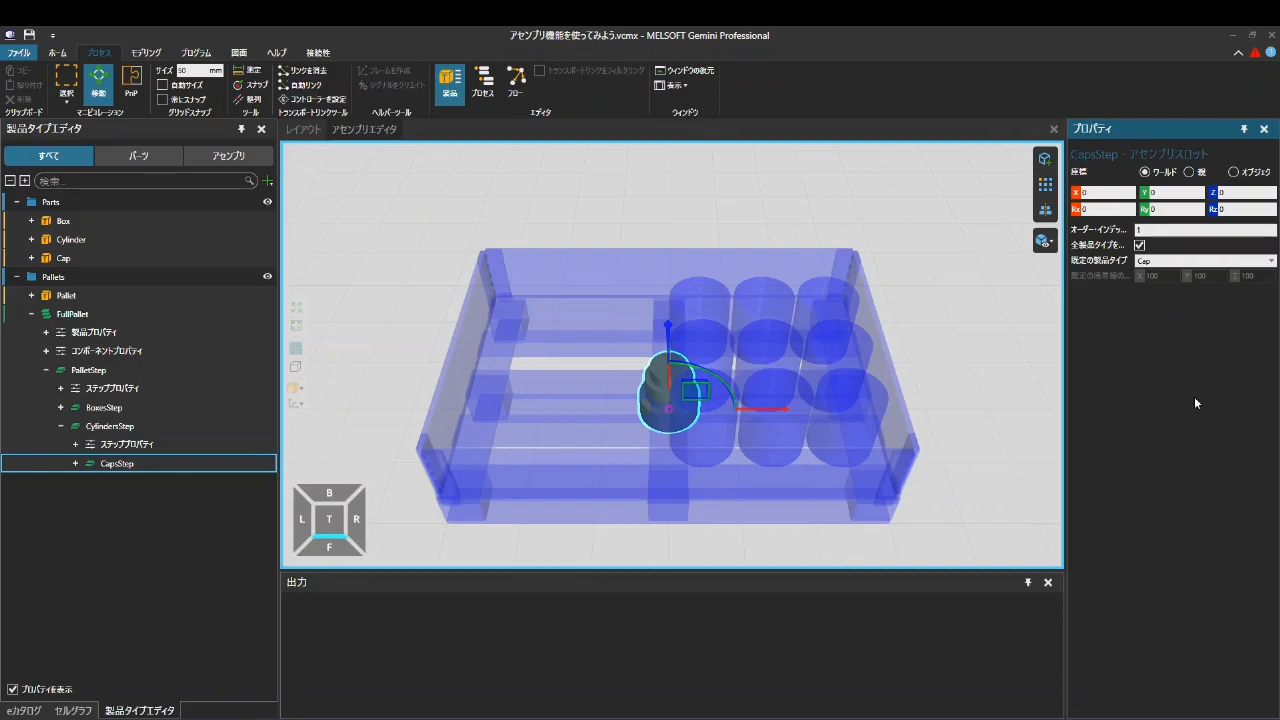 アセンブリ機能を使ってみよう.vcmx - MELSOFT Gemini Professional
ファイル ホーム プロセス モデリング プログラム 図面 ヘルプ 接続性
コピー
貼り付け
削除
クリップボード
選択 移動 PnP
マニピュレーション
サイズ 50 mm
自動サイズ
常にスナップ
グリッドスナップ
測定
スナップ
整列
ツール
リンクを消去
自動リンク
コントローラーを設定
トランスポートリンクツール
フレームを作成
シグナルをクリエイト
ヘルパーツール
製品 プロセス フロー
トランスポートリンクをフィルタリング
エディタ
ウィンドウの復元
表示
ウィンドウ
製品タイプエディタ
すべて パーツ アセンブリ
検索...
Parts
Box
Cylinder
Cap
Pallets
Pallet
FullPallet
製品プロパティ
コンポーネントプロパティ
PalletStep
ステッププロパティ
BoxesStep
CylindersStep
ステッププロパティ
CapsStep
プロパティを表示
eカタログ セルグラフ 製品タイプエディタ
レイアウト アセンブリエディタ
B
L T R
F
出力
プロパティ
CapsStep - アセンブリスロット
座標 ワールド 親 オブジェク
X 0 Y 0 Z 0
Rx 0 Ry 0 Rz 0
オーダー・インデッ... 1
全製品タイプを...
既定の製品タイプ Cap
既定の境界線の... X 100 Y 100 Z 100